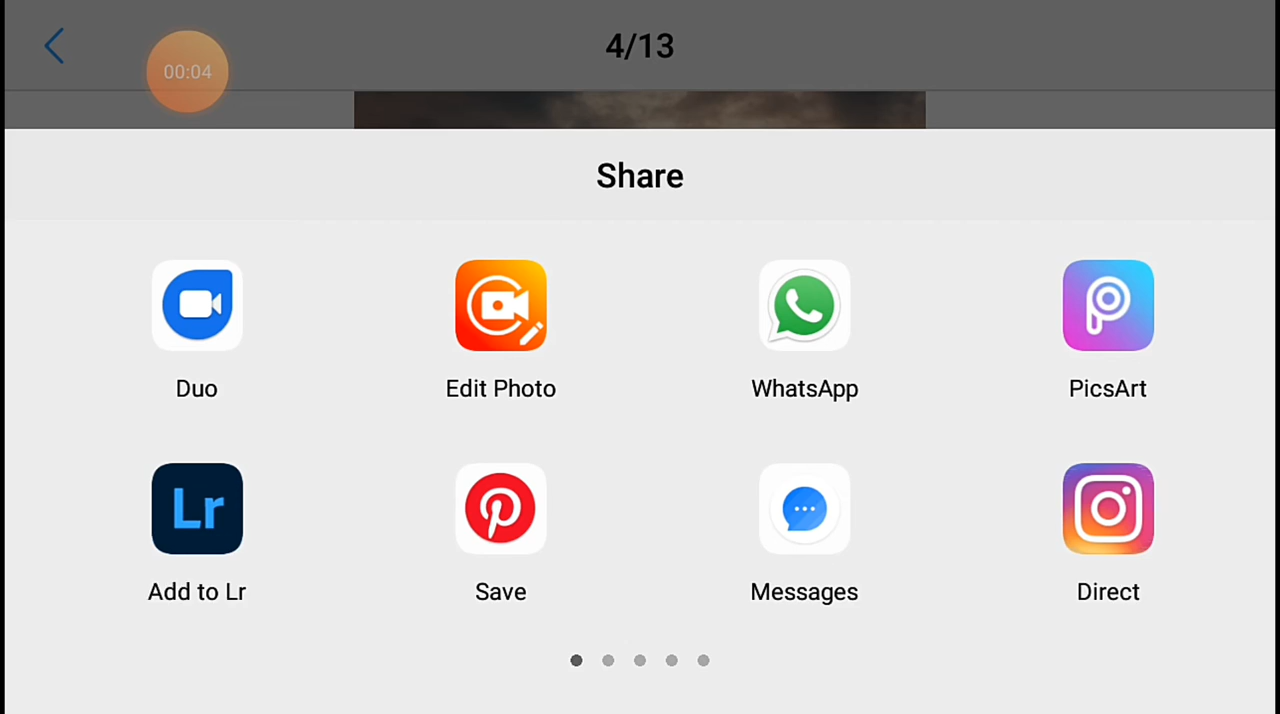 4/13
00:04
Share
Duo
Edit Photo
WhatsApp
PicsArt
Lr
Add to Lr
Save
Messages
Direct